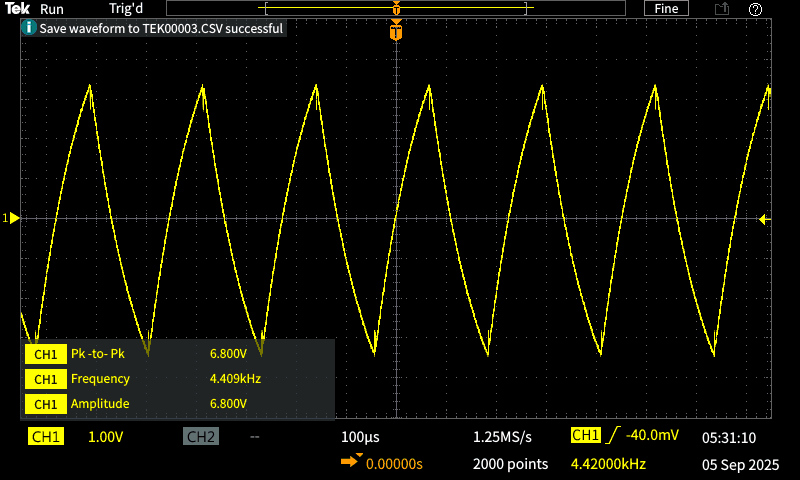 Tek Run Trig'd T Fine ?
i Save waveform to TEK00003.CSV successful
T
1
CH1 Pk -to- Pk 6.800V
CH1 Frequency 4.409kHz
CH1 Amplitude 6.800V
CH1 1.00V CH2 -- 100µs 1.25MS/s CH1 -40.0mV 05:31:10
0.00000s 2000 points 4.42000kHz 05 Sep 2025